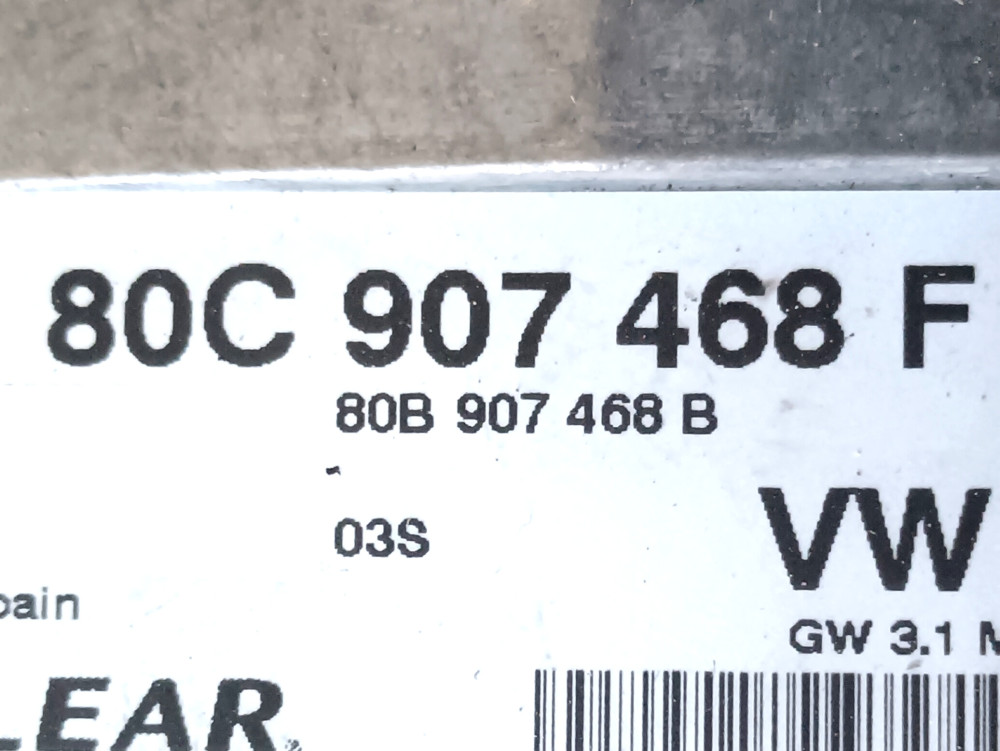 80C 907 468 F
80B 907 468 B
03S
VW
pain
GW 3.1
LEAR